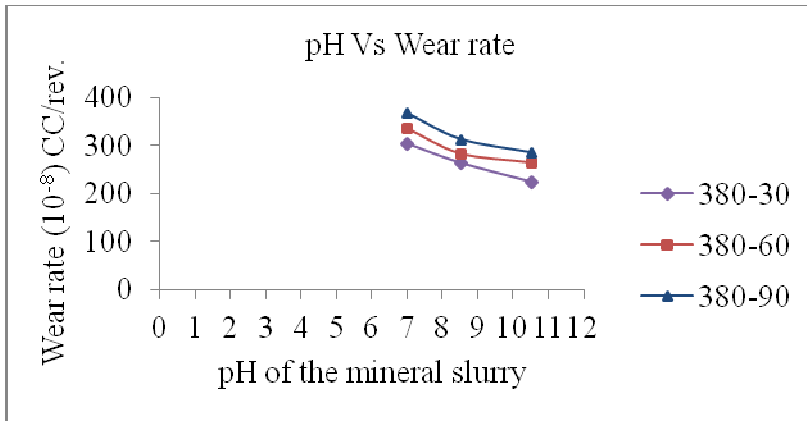 pH Vs Wear rate
Wear rate (10⁻⁸) CC/rev.
400
300
200
100
0
0 1 2 3 4 5 6 7 8 9 10 11 12
pH of the mineral slurry
380-30
380-60
380-90